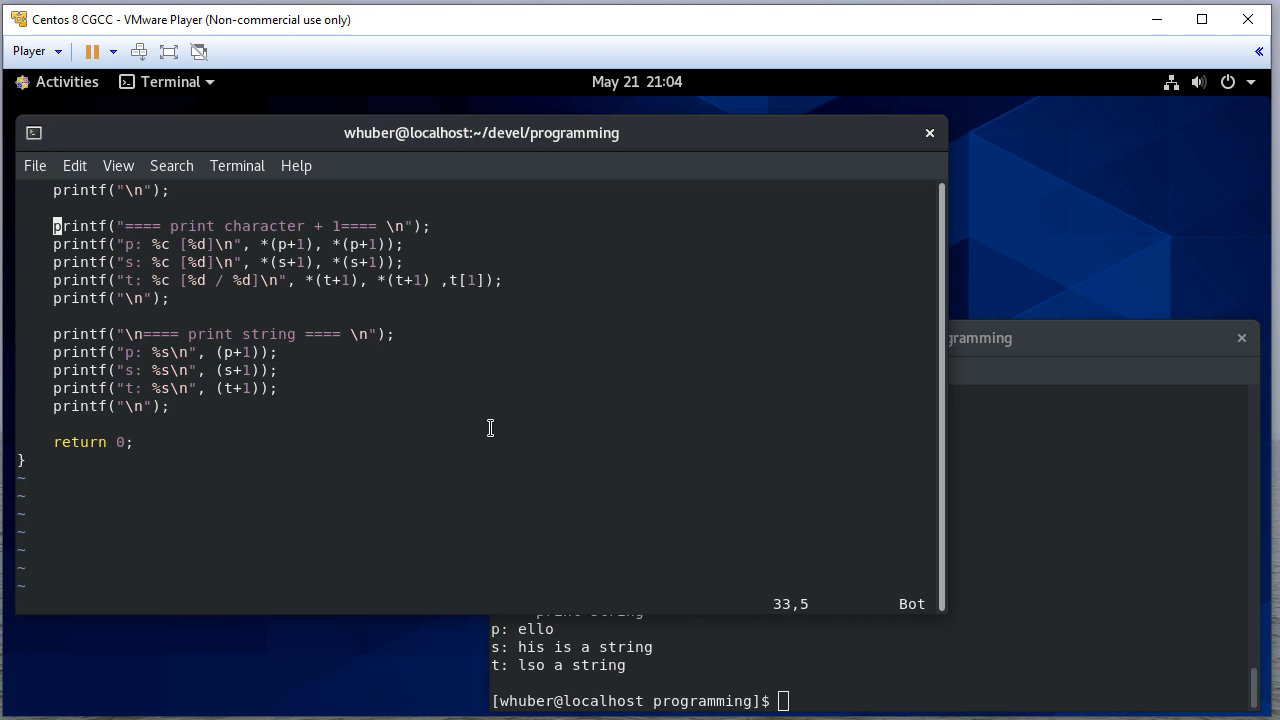 Centos 8 CGCC - VMware Player (Non-commercial use only)
Player
«
Activities Terminal May 21 21:04
whuber@localhost:~/devel/programming
File Edit View Search Terminal Help
printf("\n");
printf("==== print character + 1==== \n");
printf("p: %c [%d]\n", *(p+1), *(p+1));
printf("s: %c [%d]\n", *(s+1), *(s+1));
printf("t: %c [%d / %d]\n", *(t+1), *(t+1) ,t[1]);
printf("\n");
printf("\n==== print string ==== \n");
printf("p: %s\n", (p+1));
printf("s: %s\n", (s+1));
printf("t: %s\n", (t+1));
printf("\n");
return 0;
}
~
~
~
~
~
~
~
33,5 Bot
gramming
print string
p: ello
s: his is a string
t: lso a string
[whuber@localhost programming]$